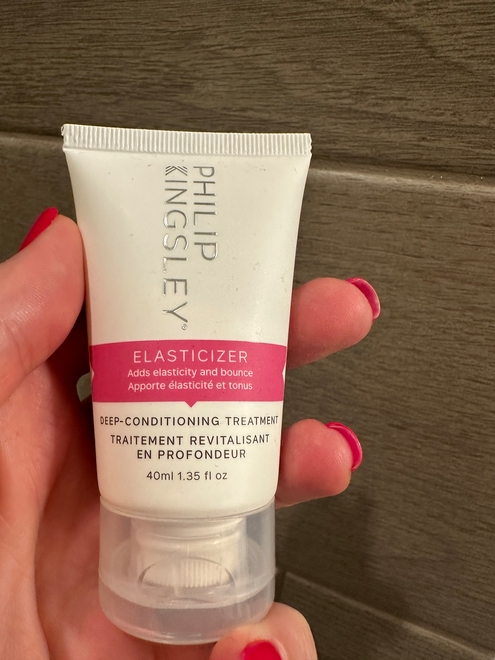 PHILIP
KINGSLEY®
ELASTICIZER
Adds elasticity and bounce
Apporte élasticité et tonus
DEEP-CONDITIONING TREATMENT
TRAITEMENT REVITALISANT
EN PROFONDEUR
40ml 1.35 fl oz